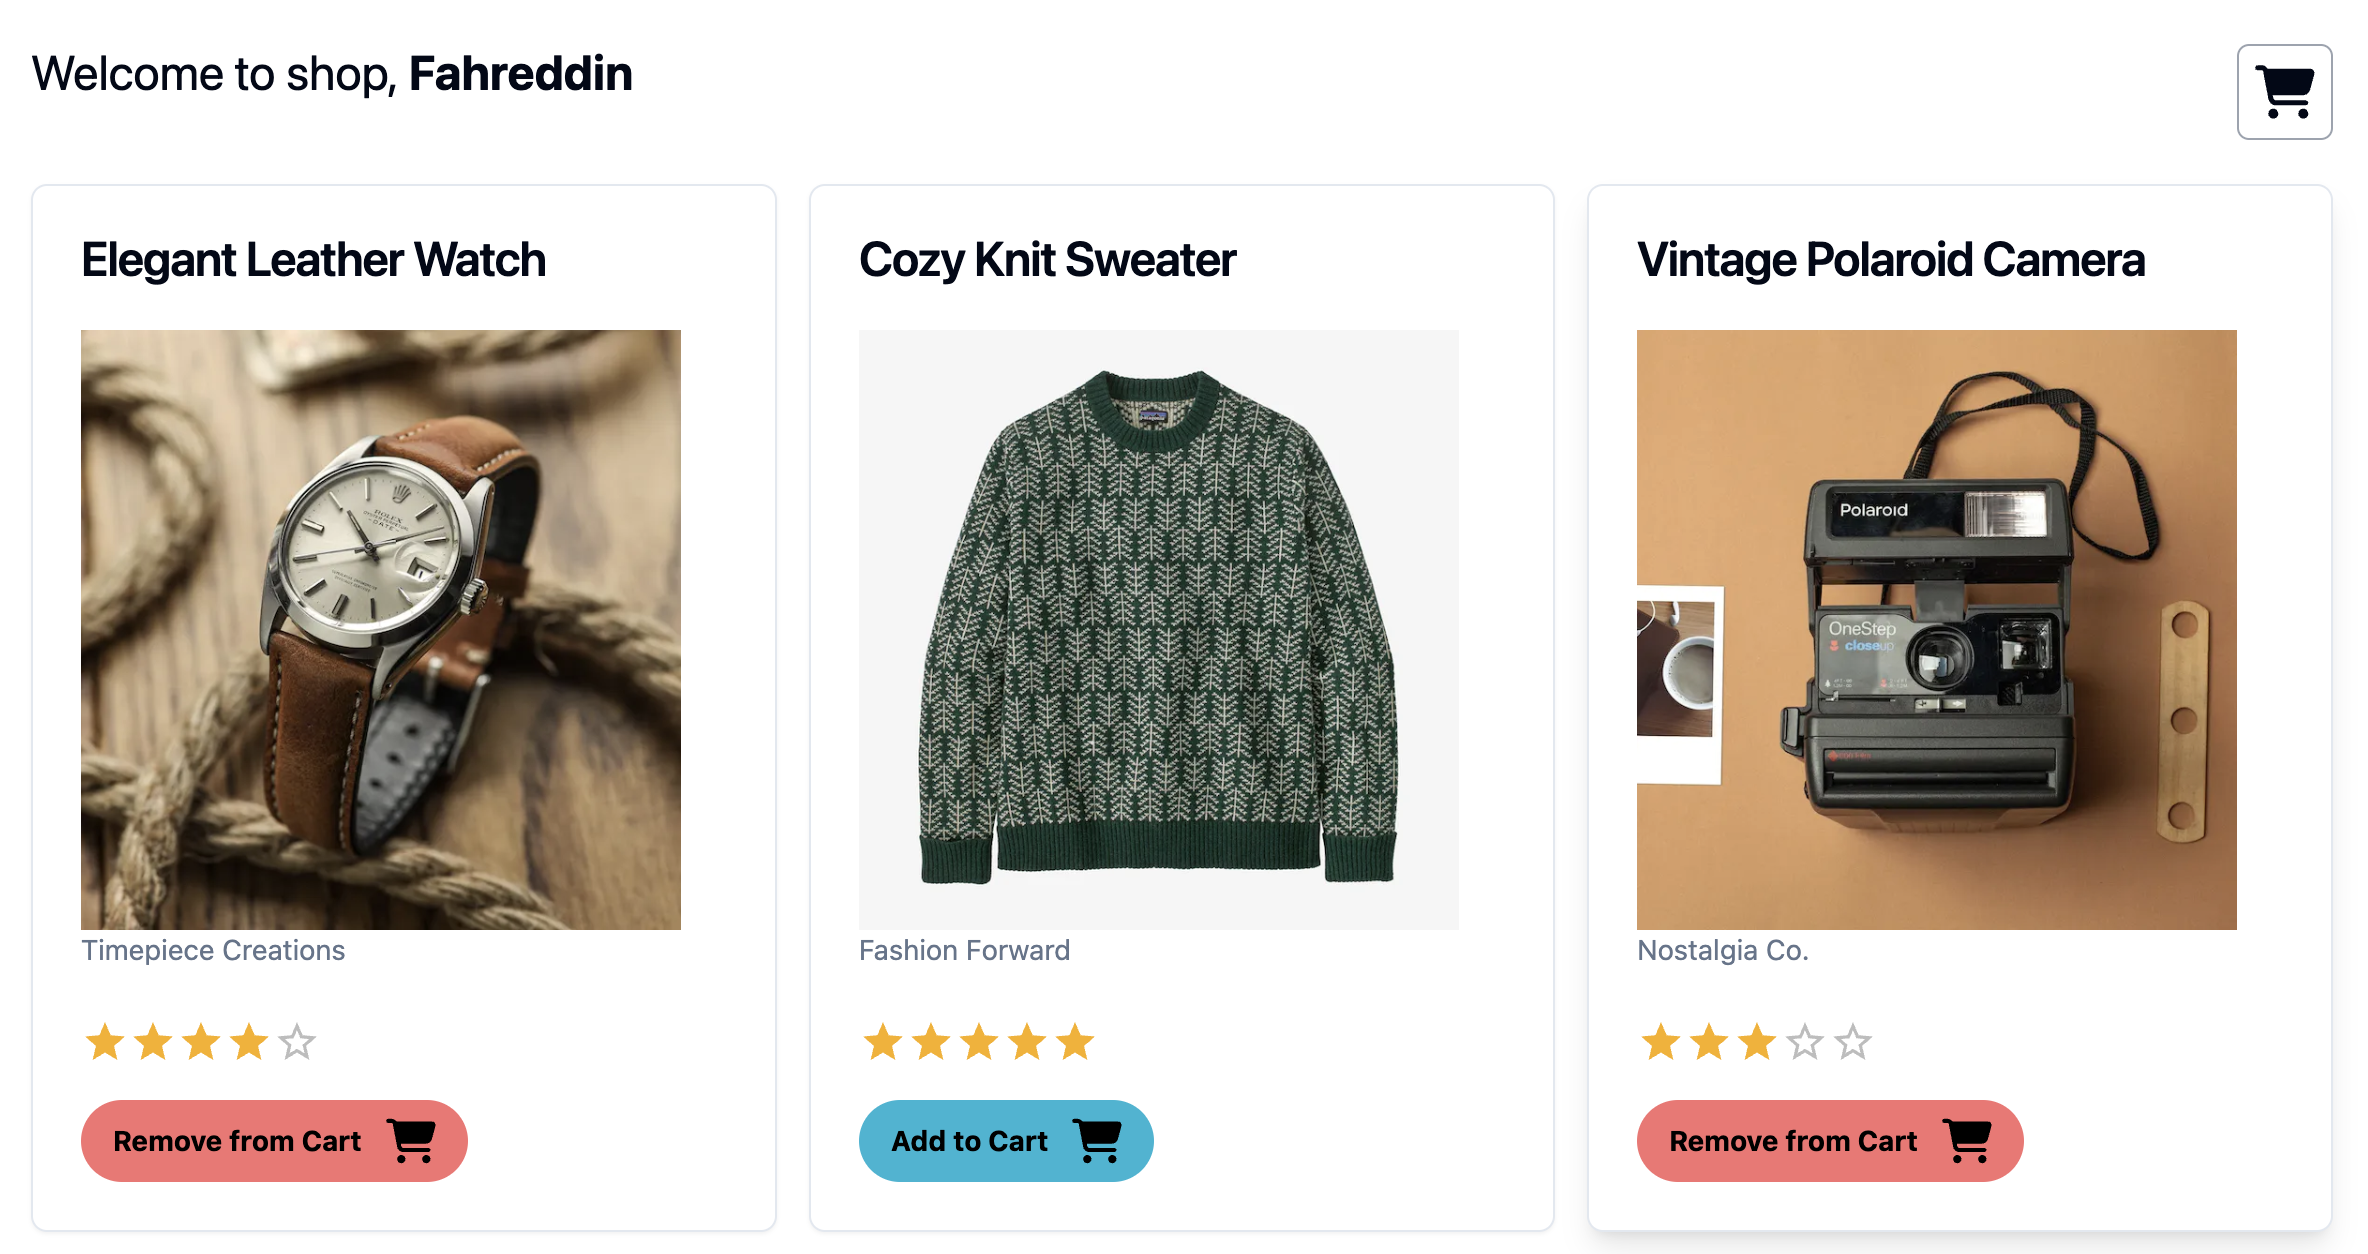 Welcome to shop, Fahreddin
Elegant Leather Watch
Cozy Knit Sweater
Vintage Polaroid Camera
ROLEX
DATE
Polaroid
OneStep
closeup
Timepiece Creations
Fashion Forward
Nostalgia Co.
Remove from Cart
Add to Cart
Remove from Cart